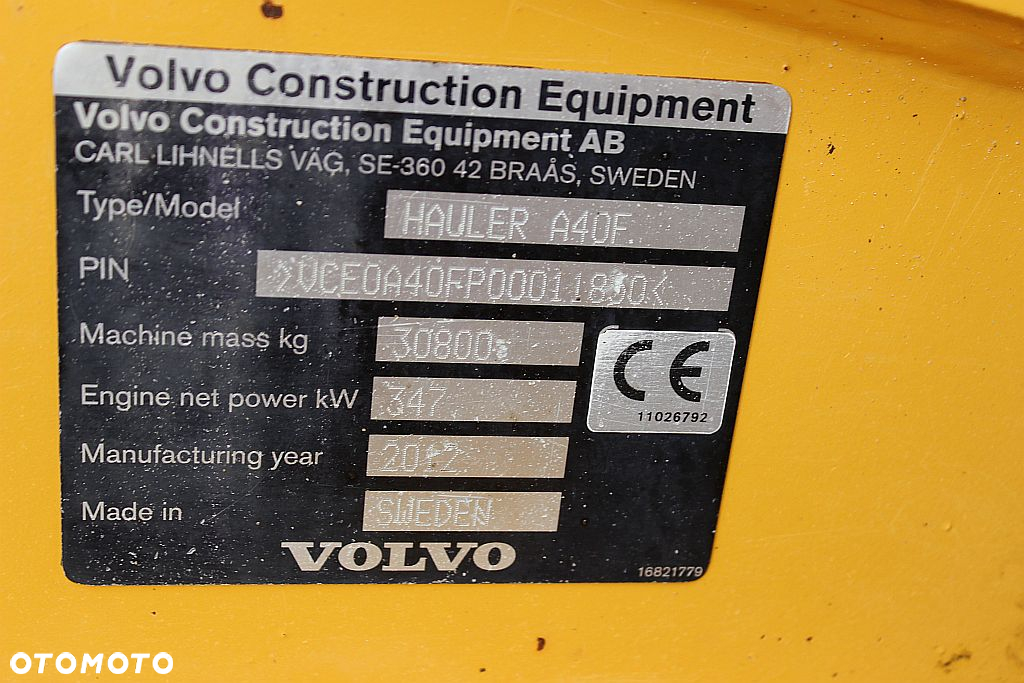 Volvo Construction Equipment
Volvo Construction Equipment AB
CARL LIHNELLS VÄG, SE-360 42 BRAÅS, SWEDEN
Type/Model HAULER A40F
PIN
Machine mass kg 30800
Engine net power kW 347
Manufacturing year 2012
Made in SWEDEN
CE
11026792
VOLVO
16821779
OTOMOTO